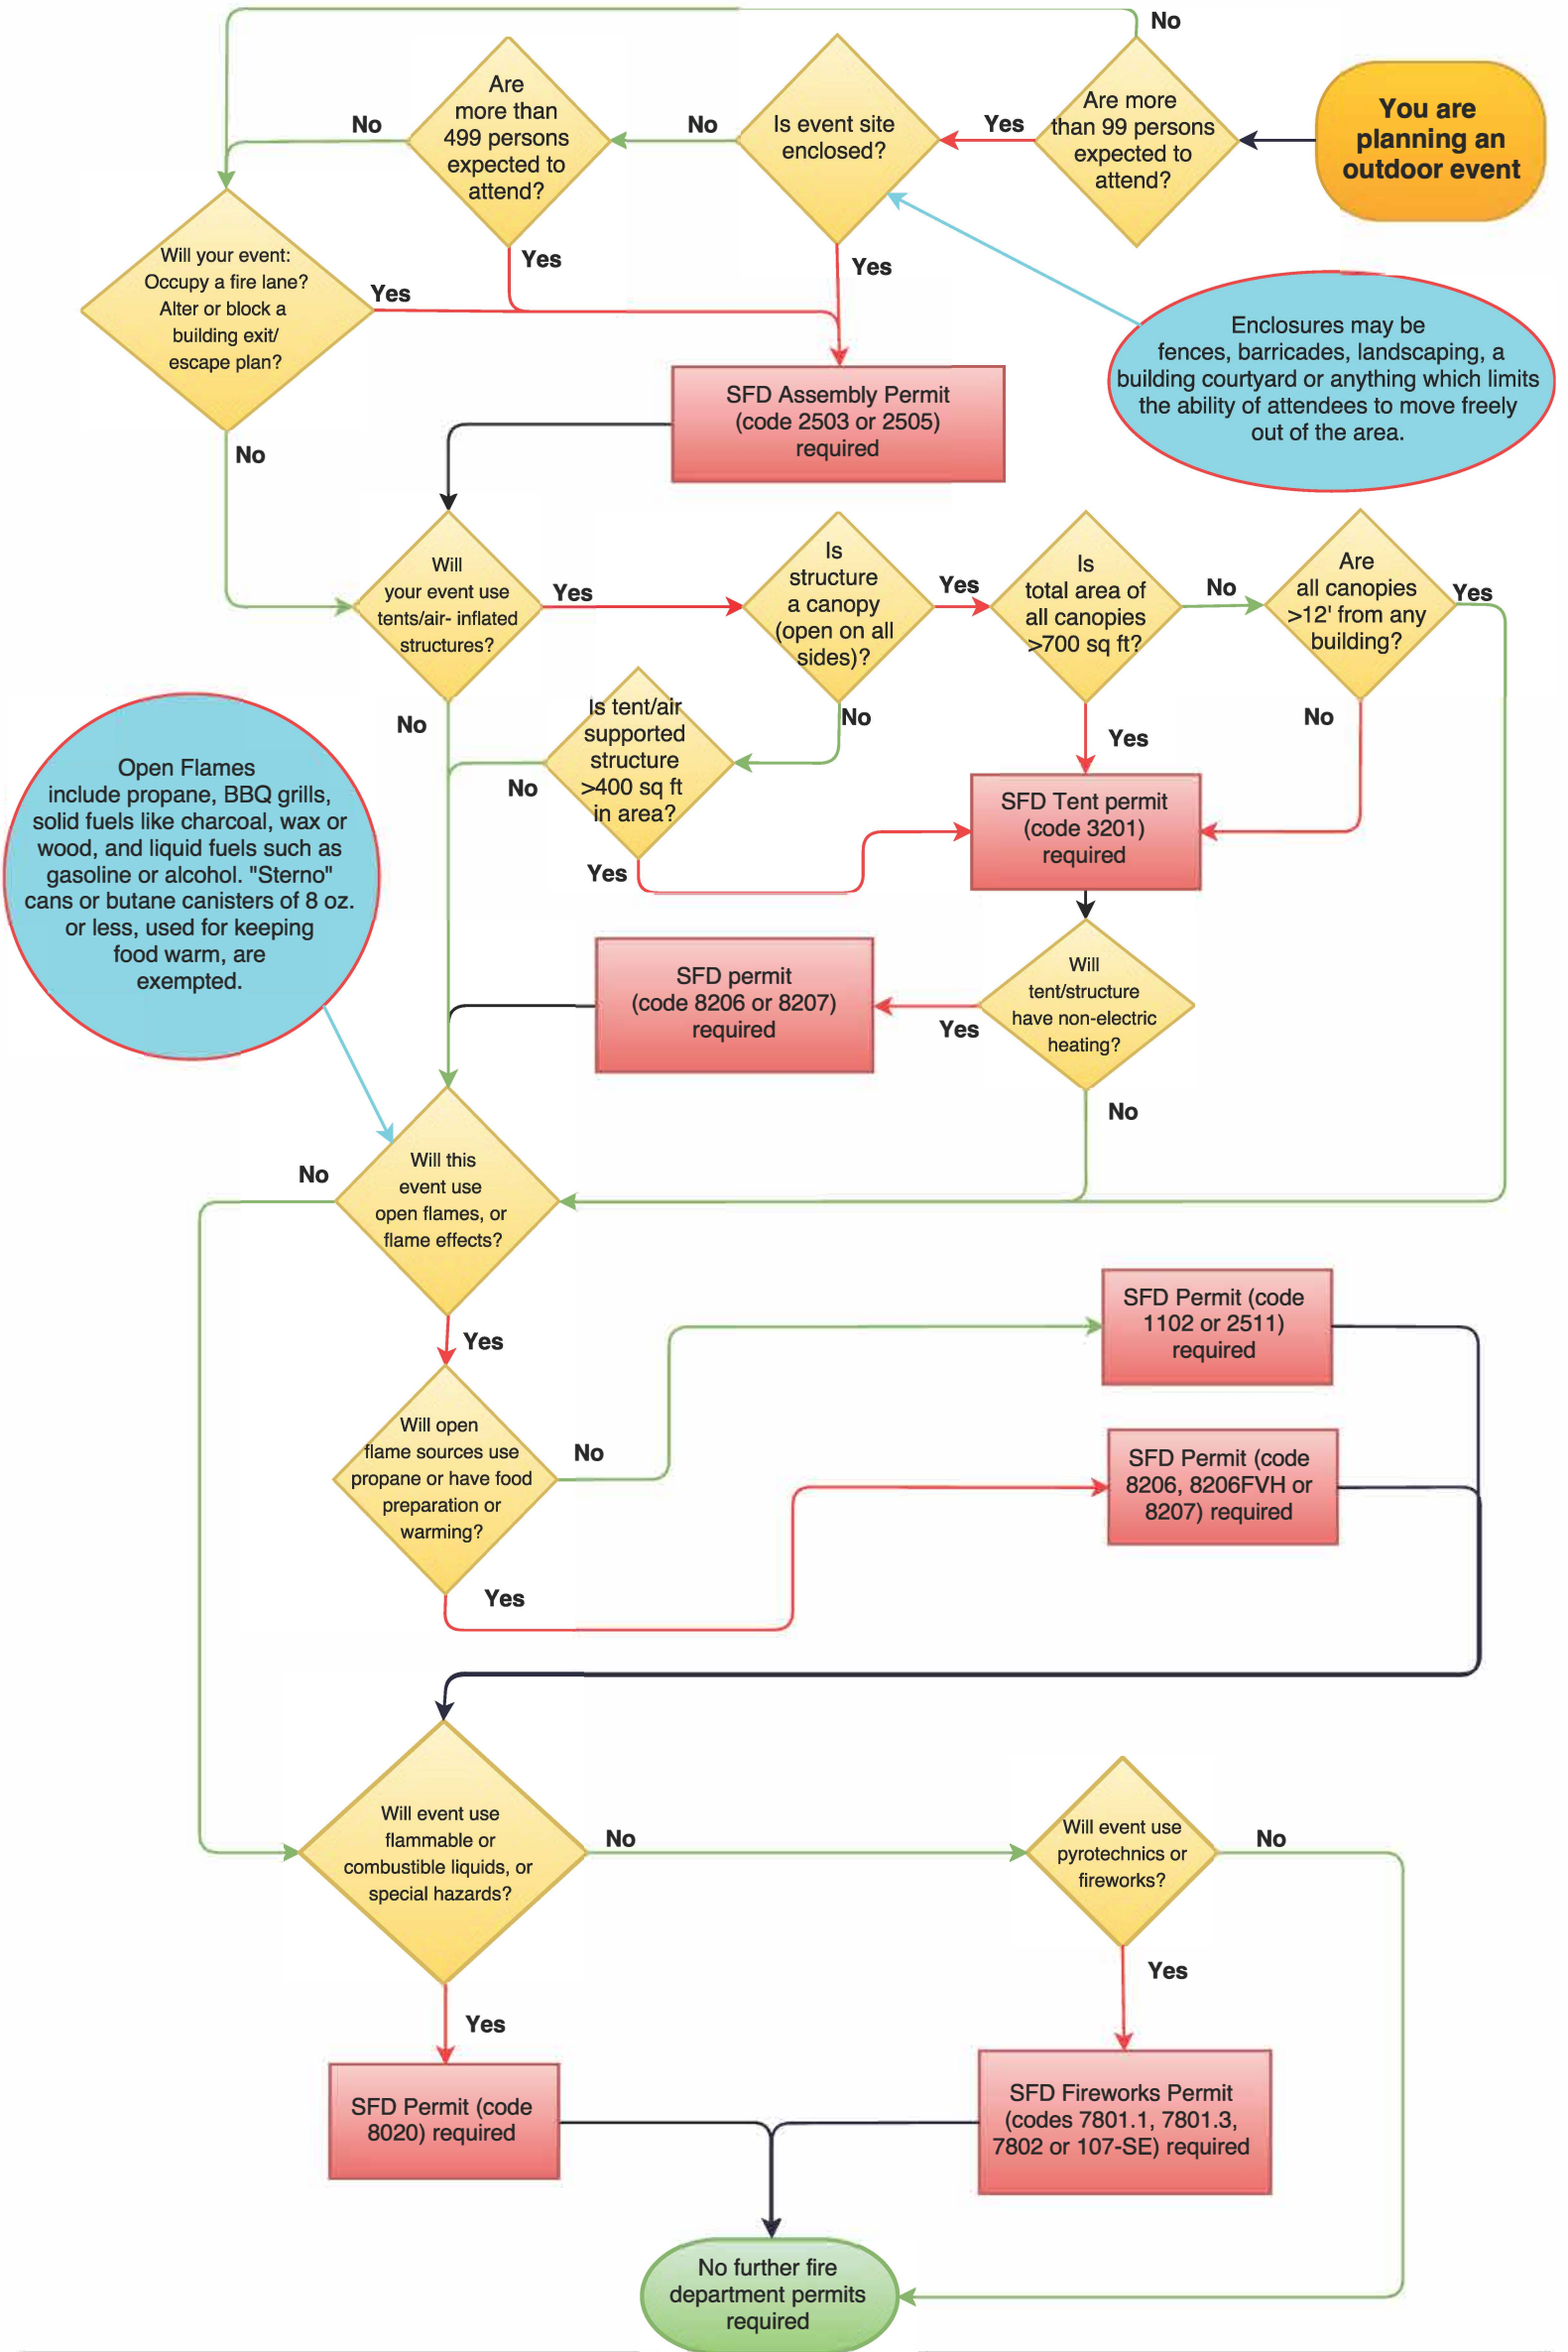 No
You are
planning an
outdoor event
Are more
than 99 persons
expected to
attend?
Yes
Is event site
enclosed?
No
Are
more than
499 persons
expected to
attend?
No
Yes
Yes
Will your event:
Occupy a fire lane?
Alter or block a
building exit/
escape plan?
Yes
No
Enclosures may be
fences, barricades, landscaping, a
building courtyard or anything which limits
the ability of attendees to move freely
out of the area.
SFD Assembly Permit
(code 2503 or 2505)
required
Will
your event use
tents/air- inflated
structures?
Yes
No
Is
structure
a canopy
(open on all
sides)?
Yes
No
Is
total area of
all canopies
>700 sq ft?
No
Yes
Are
all canopies
>12' from any
building?
Yes
No
Is tent/air
supported
structure
>400 sq ft
in area?
No
Yes
SFD Tent permit
(code 3201)
required
Open Flames
include propane, BBQ grills,
solid fuels like charcoal, wax or
wood, and liquid fuels such as
gasoline or alcohol. "Sterno"
cans or butane canisters of 8 oz.
or less, used for keeping
food warm, are
exempted.
Will
tent/structure
have non-electric
heating?
Yes
No
SFD permit
(code 8206 or 8207)
required
Will this
event use
open flames, or
flame effects?
No
Yes
Will open
flame sources use
propane or have food
preparation or
warming?
No
Yes
SFD Permit (code
1102 or 2511)
required
SFD Permit (code
8206, 8206FVH or
8207) required
Will event use
flammable or
combustible liquids, or
special hazards?
No
Yes
Will event use
pyrotechnics or
fireworks?
No
Yes
SFD Permit (code
8020) required
SFD Fireworks Permit
(codes 7801.1, 7801.3,
7802 or 107-SE) required
No further fire
department permits
required